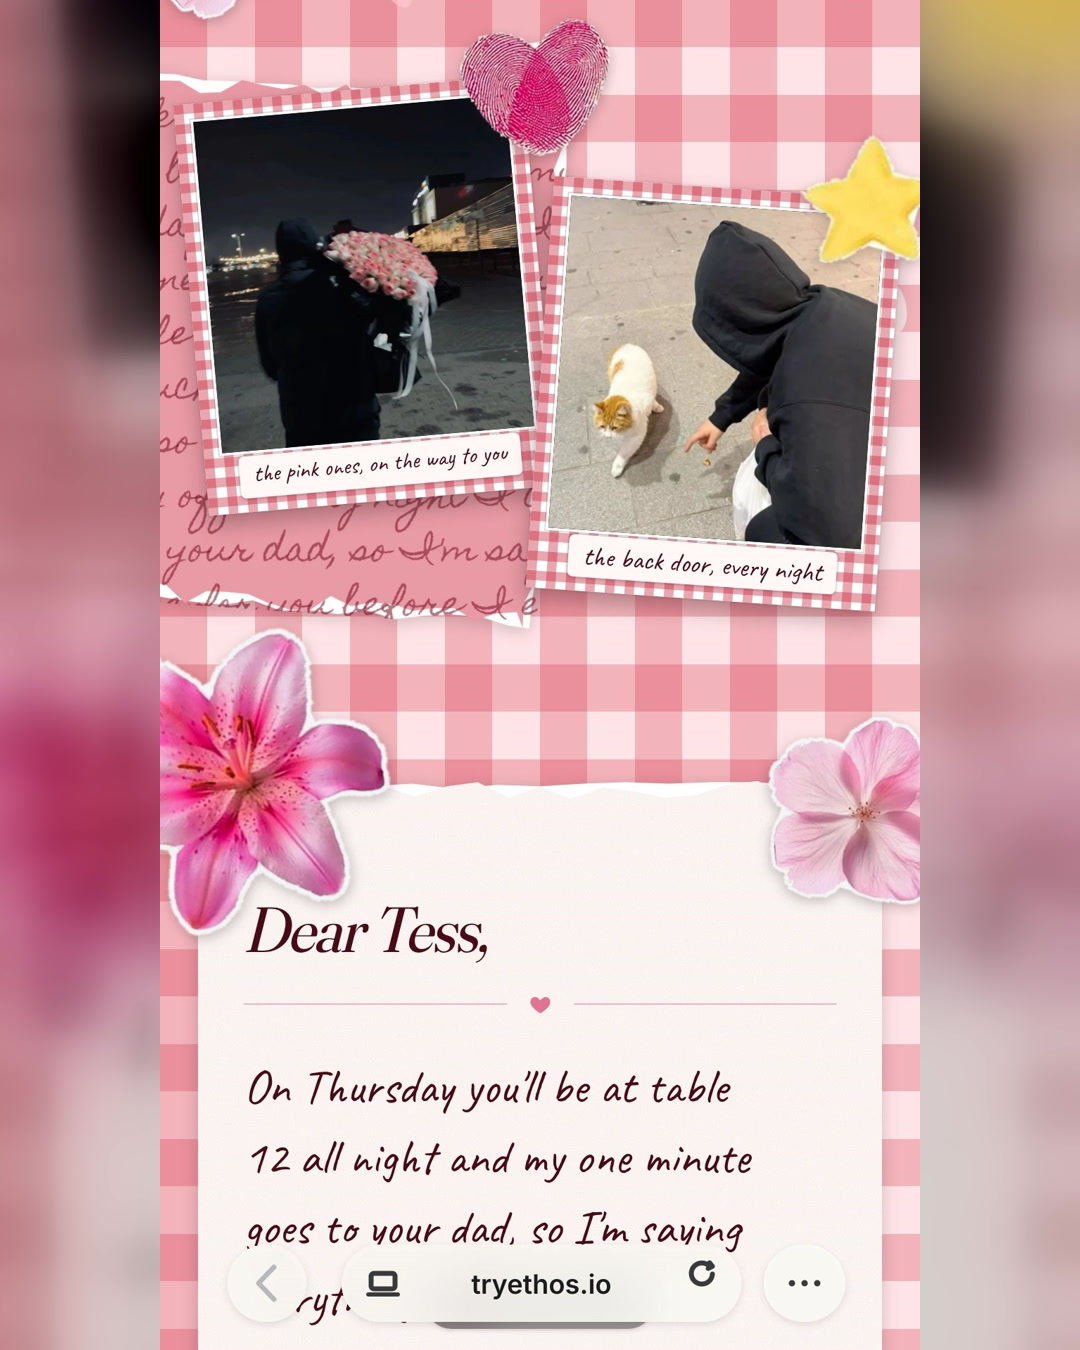 the pink ones, on the way to you
the back door, every night
your dad, so I'm sa
you before I e
Dear Tess,
On Thursday you'll be at table
12 all night and my one minute
goes to your dad, so I'm saying
tryethos.io